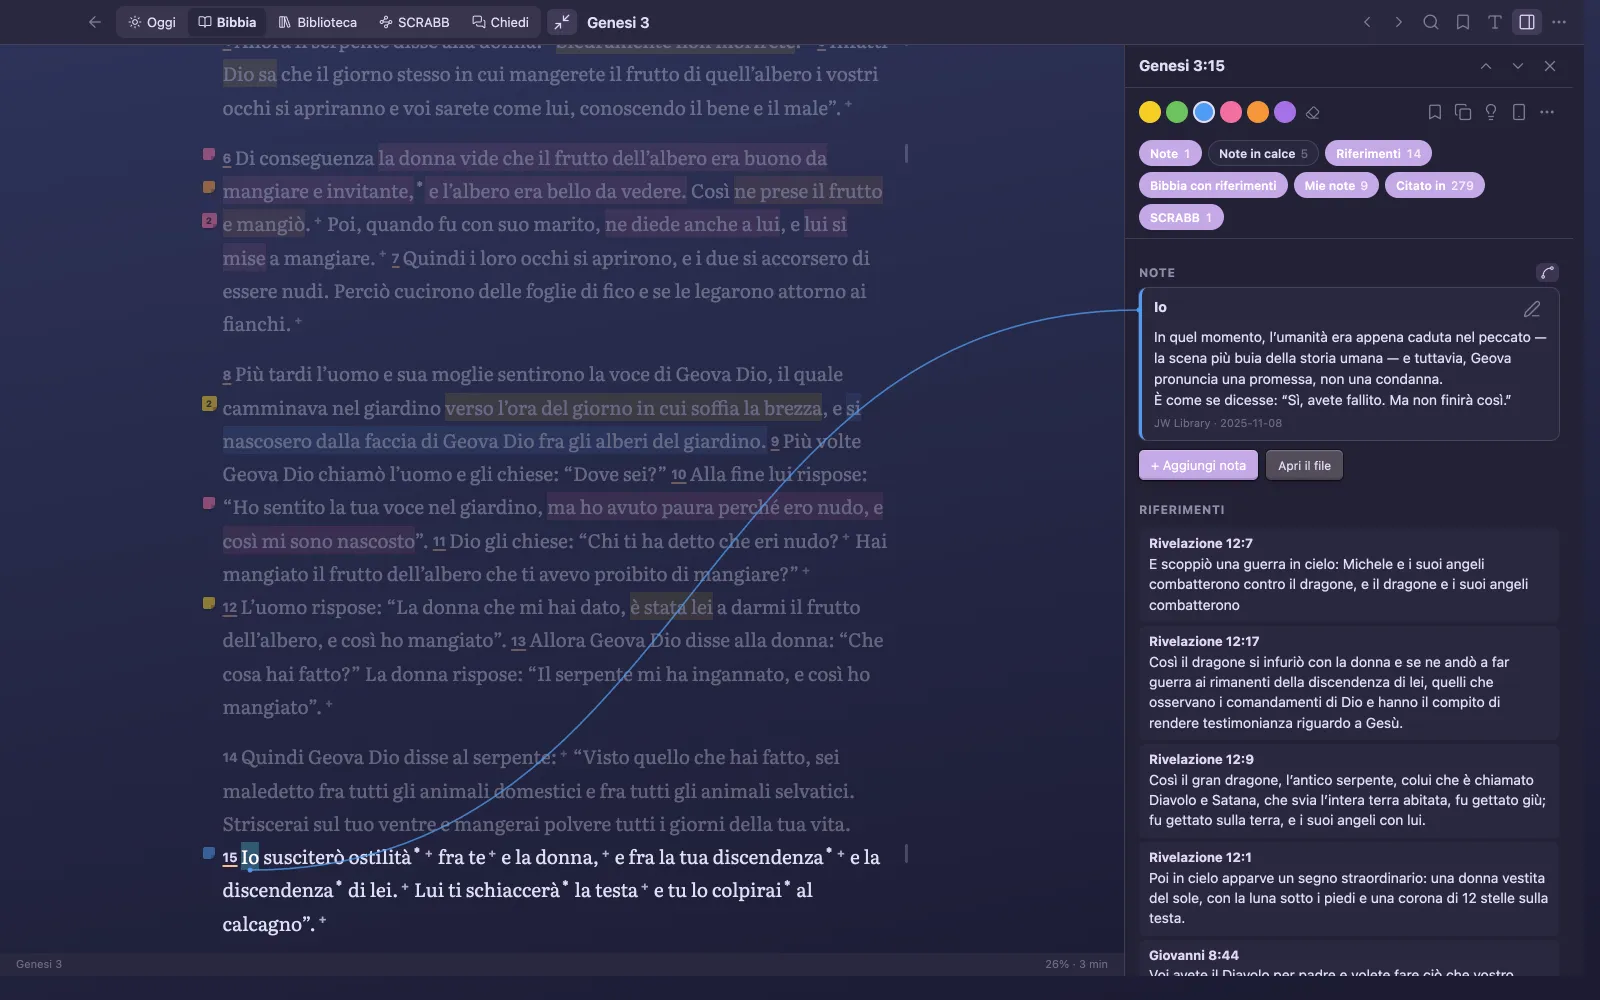 Oggi
Bibbia
Biblioteca
SCRABB
Chiedi
Genesi 3
Dio sa che il giorno stesso in cui mangerete il frutto di quell’albero i vostri
occhi si apriranno e voi sarete come lui, conoscendo il bene e il male”. +
6 Di conseguenza la donna vide che il frutto dell’albero era buono da
mangiare e invitante,* e l’albero era bello da vedere. Così ne prese il frutto
2 e mangiò. + Poi, quando fu con suo marito, ne diede anche a lui, e lui si
mise a mangiare. + 7 Quindi i loro occhi si aprirono, e i due si accorsero di
essere nudi. Perciò cucirono delle foglie di fico e se le legarono attorno ai
fianchi. +
8 Più tardi l’uomo e sua moglie sentirono la voce di Geova Dio, il quale
2 camminava nel giardino verso l’ora del giorno in cui soffia la brezza, e si
nascosero dalla faccia di Geova Dio fra gli alberi del giardino. 9 Più volte
Geova Dio chiamò l’uomo e gli chiese: “Dove sei?” 10 Alla fine lui rispose:
“Ho sentito la tua voce nel giardino, ma ho avuto paura perché ero nudo, e
così mi sono nascosto”. 11 Dio gli chiese: “Chi ti ha detto che eri nudo? + Hai
mangiato il frutto dell’albero che ti avevo proibito di mangiare?” +
12 L’uomo rispose: “La donna che mi hai dato, è stata lei a darmi il frutto
dell’albero, e così ho mangiato”. 13 Allora Geova Dio disse alla donna: “Che
cosa hai fatto?” La donna rispose: “Il serpente mi ha ingannato, e così ho
mangiato”. +
14 Quindi Geova Dio disse al serpente: + “Visto quello che hai fatto, sei
maledetto fra tutti gli animali domestici e fra tutti gli animali selvatici.
Striscerai sul tuo ventre e mangerai polvere tutti i giorni della tua vita.
15 Io susciterò ostilità* + fra te + e la donna, + e fra la tua discendenza* + e la
discendenza* di lei. + Lui ti schiaccerà* la testa + e tu lo colpirai* al
calcagno”. +
Genesi 3
26% · 3 min
Genesi 3:15
Note 1
Note in calce 5
Riferimenti 14
Bibbia con riferimenti
Mie note 9
Citato in 279
SCRABB 1
NOTE
Io
In quel momento, l’umanità era appena caduta nel peccato —
la scena più buia della storia umana — e tuttavia, Geova
pronuncia una promessa, non una condanna.
È come se dicesse: “Sì, avete fallito. Ma non finirà così.”
JW Library · 2025-11-08
+ Aggiungi nota
Apri il file
RIFERIMENTI
Rivelazione 12:7
E scoppiò una guerra in cielo: Michele e i suoi angeli
combatterono contro il dragone, e il dragone e i suoi angeli
combatterono
Rivelazione 12:17
Così il dragone si infuriò con la donna e se ne andò a far
guerra ai rimanenti della discendenza di lei, quelli che
osservano i comandamenti di Dio e hanno il compito di
rendere testimonianza riguardo a Gesù.
Rivelazione 12:9
Così il gran dragone, l’antico serpente, colui che è chiamato
Diavolo e Satana, che svia l’intera terra abitata, fu gettato giù;
fu gettato sulla terra, e i suoi angeli con lui.
Rivelazione 12:1
Poi in cielo apparve un segno straordinario: una donna vestita
del sole, con la luna sotto i piedi e una corona di 12 stelle sulla
testa.
Giovanni 8:44
Voi avete il Diavolo per padre e volete fare ciò che vostro